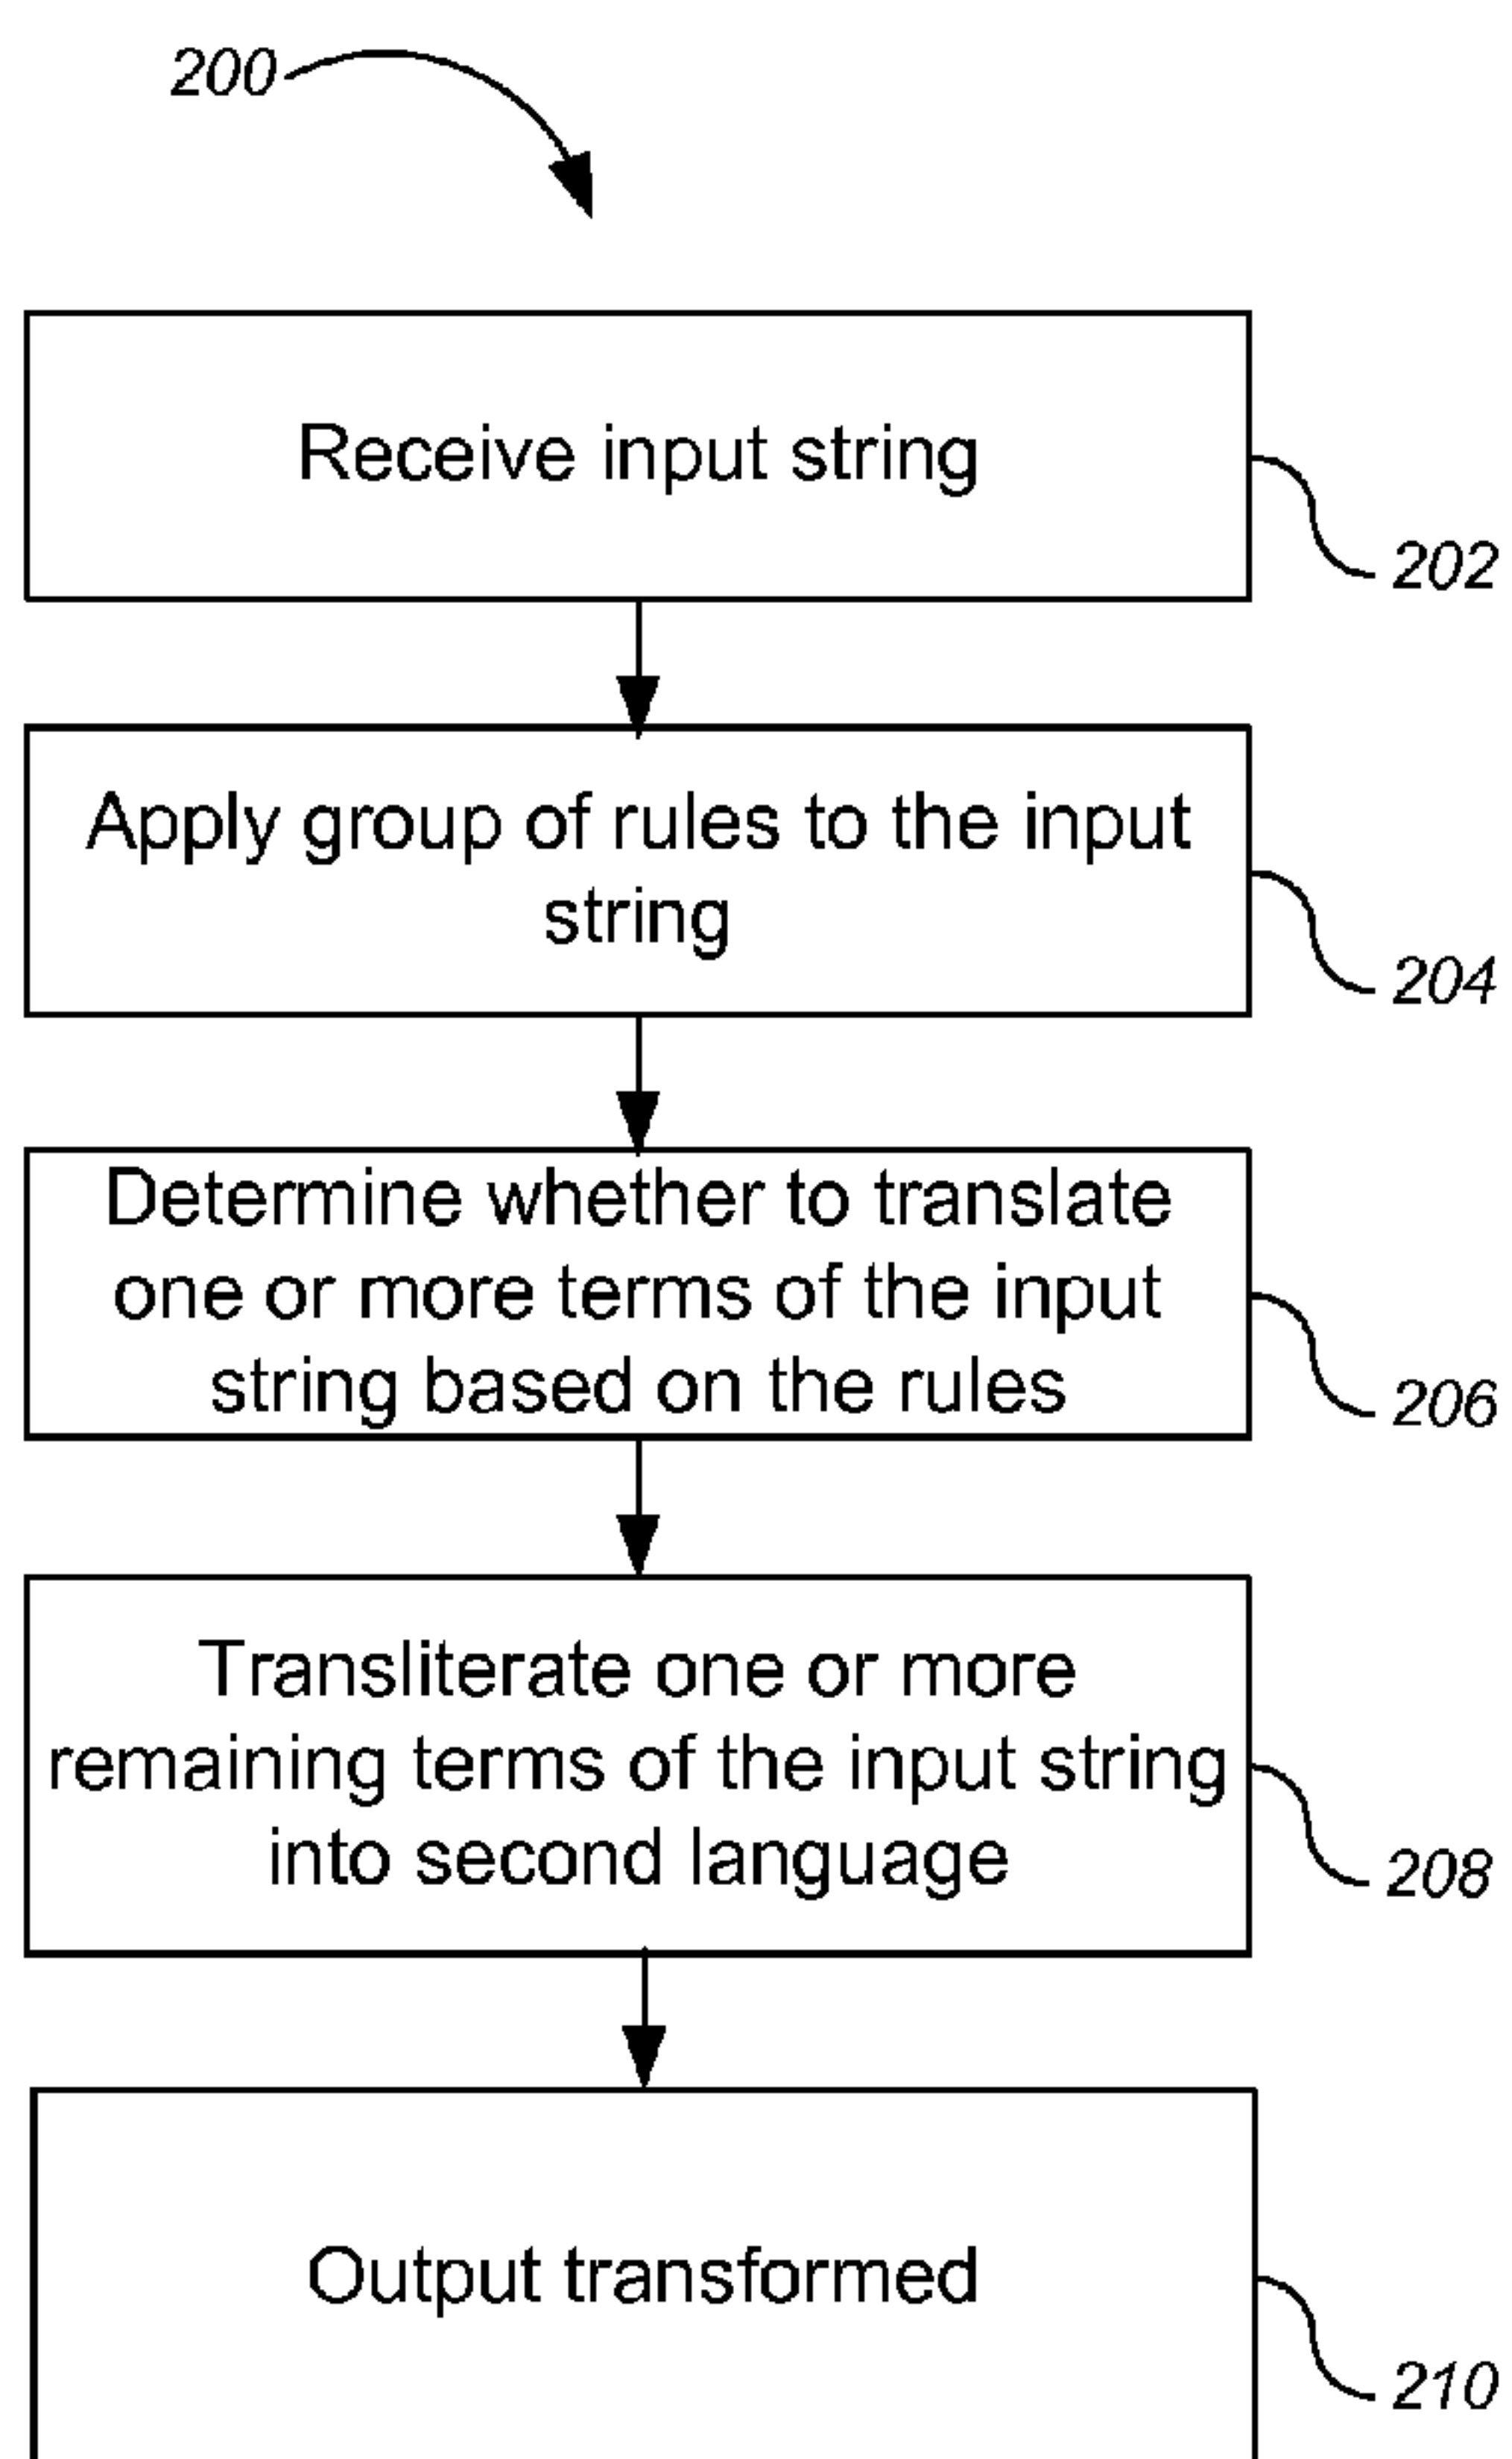 200
Receive input string
202
Apply group of rules to the input
string
204
Determine whether to translate
one or more terms of the input
string based on the rules
206
Transliterate one or more
remaining terms of the input string
into second language
208
Output transformed
210